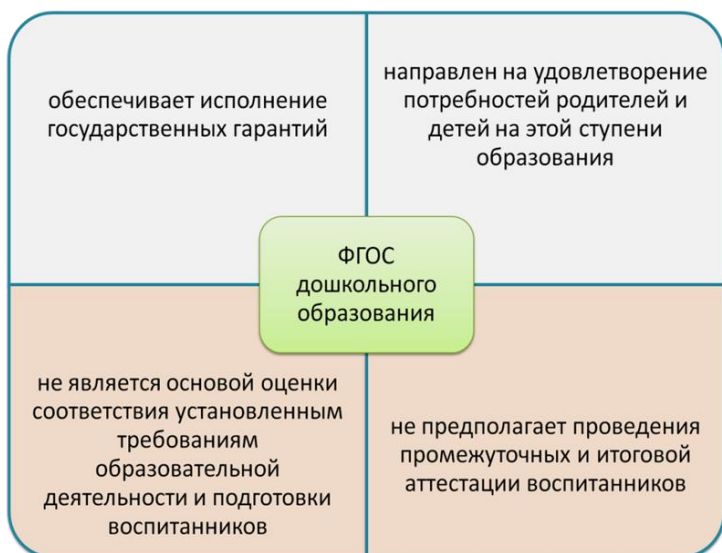 обеспечивает исполнение
государственных гарантий
направлен на удовлетворение
потребностей родителей и
детей на этой ступени
образования
ФГОС
дошкольного
образования
не является основой оценки
соответствия установленным
требованиям
образовательной
деятельности и подготовки
воспитанников
не предполагает проведения
промежуточных и итоговой
аттестации воспитанников